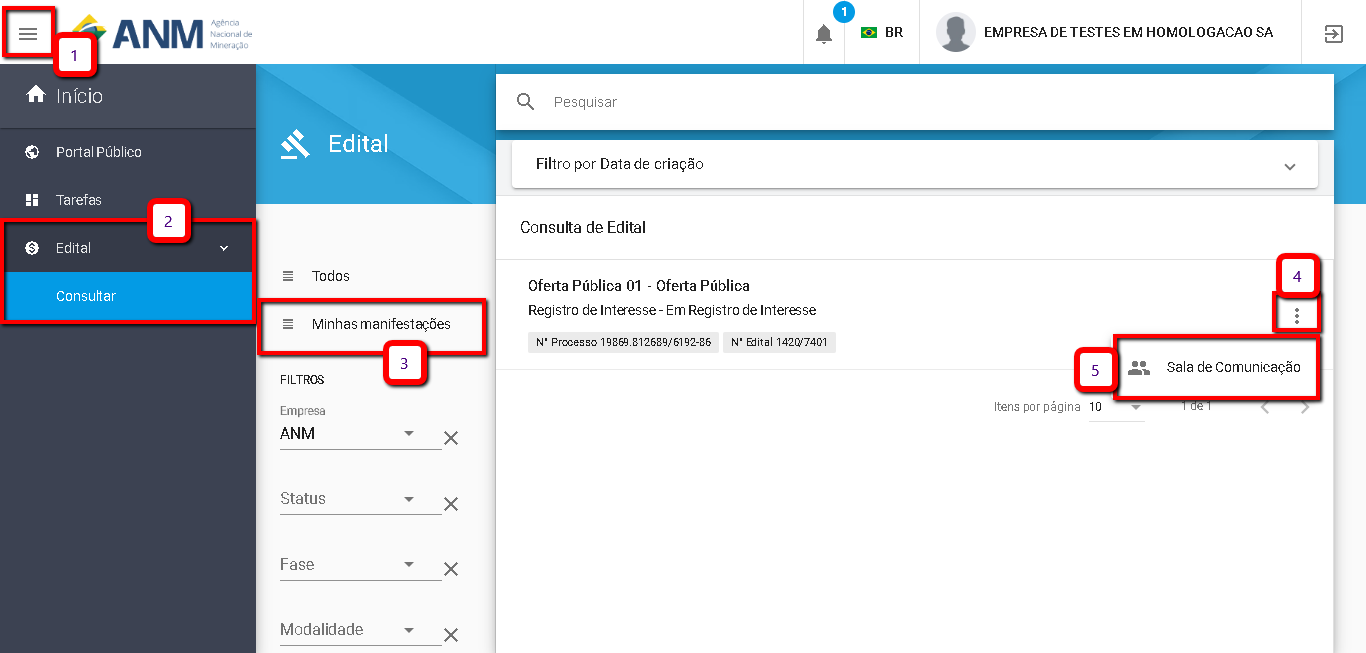 ANM
Agência
Nacional de
Mineração
1
BR
EMPRESA DE TESTES EM HOMOLOGACAO SA
1
Início
Portal Público
Tarefas
2
Edital
Consultar
Edital
Todos
Minhas manifestações
3
FILTROS
Empresa
ANM
Status
Fase
Modalidade
Pesquisar
Filtro por Data de criação
Consulta de Edital
Oferta Pública 01 - Oferta Pública
Registro de Interesse - Em Registro de Interesse
N° Processo 19869.812689/6192-86 N° Edital 1420/7401
4
5
Sala de Comunicação
Itens por página 10 1 de 1